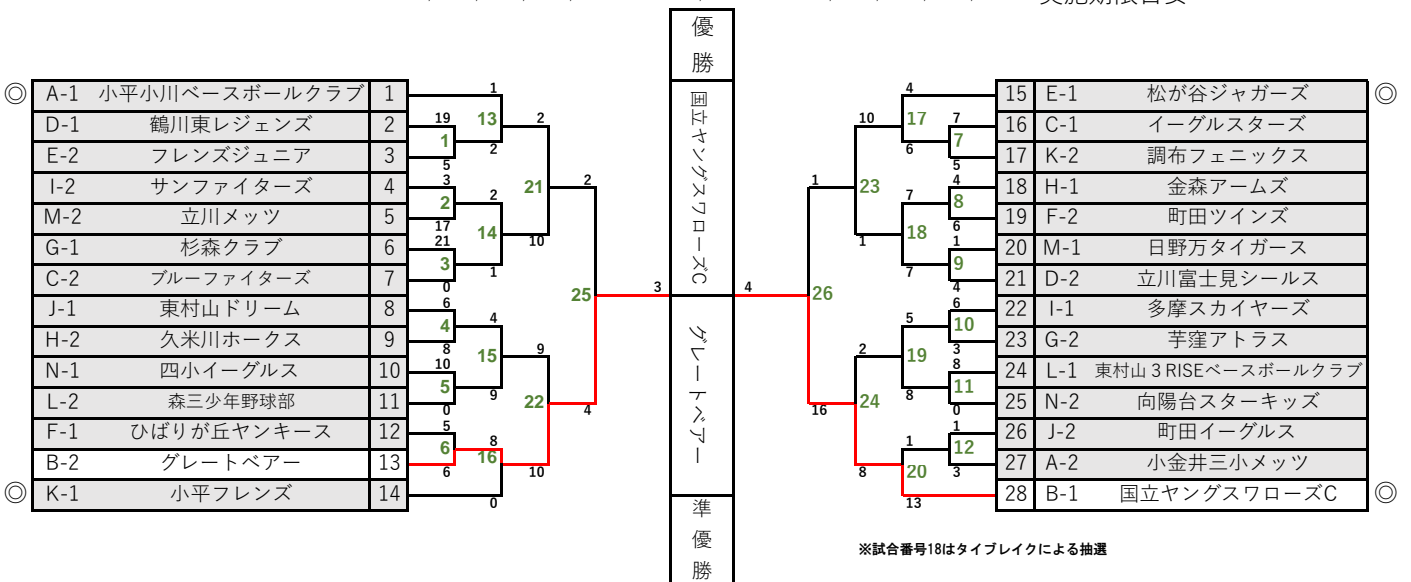 優
勝
国立ヤングスワローズC
グレートベアー
準
優
勝
◎ A-1 小平小川ベースボールクラブ 1
D-1 鶴川東レジェンズ 2
E-2 フレンズジュニア 3
I-2 サンファイターズ 4
M-2 立川メッツ 5
G-1 杉森クラブ 6
C-2 ブルーファイターズ 7
J-1 東村山ドリーム 8
H-2 久米川ホークス 9
N-1 四小イーグルス 10
L-2 森三少年野球部 11
F-1 ひばりが丘ヤンキース 12
B-2 グレートベアー 13
◎ K-1 小平フレンズ 14
1
19 13 2
1 2
5
3 21 2
2 2
17 14 10
21
3 1
0
25 3
6
4 4
8 15 9
10
5 9
0 22 4
5
6 8
6 16 10
0
15 E-1 松が谷ジャガーズ ◎
16 C-1 イーグルスターズ
17 K-2 調布フェニックス
18 H-1 金森アームズ
19 F-2 町田ツインズ
20 M-1 日野万タイガース
21 D-2 立川富士見シールス
22 I-1 多摩スカイヤーズ
23 G-2 芋窪アトラス
24 L-1 東村山３RISEベースボールクラブ
25 N-2 向陽台スターキッズ
26 J-2 町田イーグルス
27 A-2 小金井三小メッツ
28 B-1 国立ヤングスワローズC ◎
4
10 17 7
6 7
5
1 23 4
7 8
1 18 6
1
7 9
4
4 26
6
5 10
2 19 3
8
8 11
16 24 0
1
1 12
8 20 3
13
※試合番号18はタイブレイクによる抽選